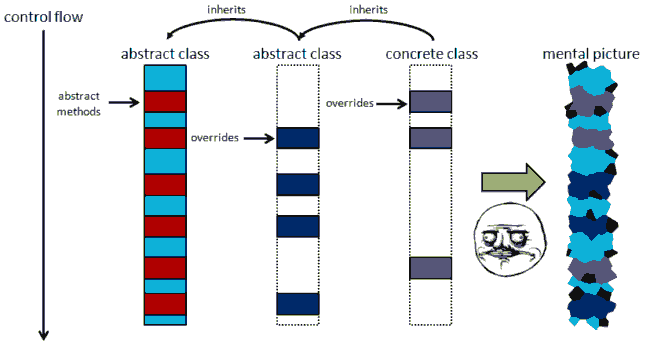 control flow
inherits
inherits
abstract class
abstract class
concrete class
mental picture
abstract
methods
overrides
overrides